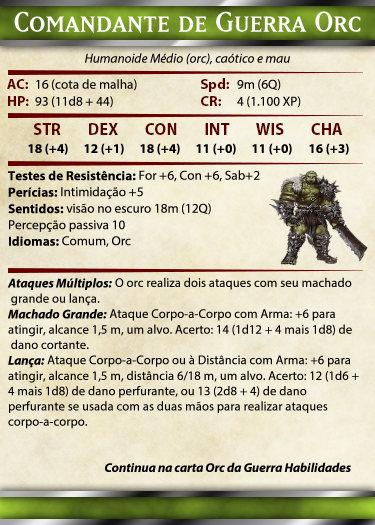 COMANDANTE DE GUERRA ORC
Humanoide Médio (orc), caótico e mau
AC: 16 (cota de malha) Spd: 9m (6Q)
HP: 93 (11d8 + 44) CR: 4 (1.100 XP)
STR DEX CON INT WIS CHA
18 (+4) 12 (+1) 18 (+4) 11 (+0) 11 (+0) 16 (+3)
Testes de Resistência: For +6, Con +6, Sab+2
Perícias: Intimidação +5
Sentidos: visão no escuro 18m (12Q)
Percepção passiva 10
Idiomas: Comum, Orc
Ataques Múltiplos: O orc realiza dois ataques com seu machado
grande ou lança.
Machado Grande: Ataque Corpo-a-Corpo com Arma: +6 para
atingir, alcance 1,5 m, um alvo. Acerto: 14 (1d12 + 4 mais 1d8) de
dano cortante.
Lança: Ataque Corpo-a-Corpo ou à Distância com Arma: +6 para
atingir, alcance 1,5 m, distância 6/18 m, um alvo. Acerto: 12 (1d6 +
4 mais 1d8) de dano perfurante, ou 13 (2d8 + 4) de dano
perfurante se usada com as duas mãos para realizar ataques
corpo-a-corpo.
Continua na carta Orc da Guerra Habilidades